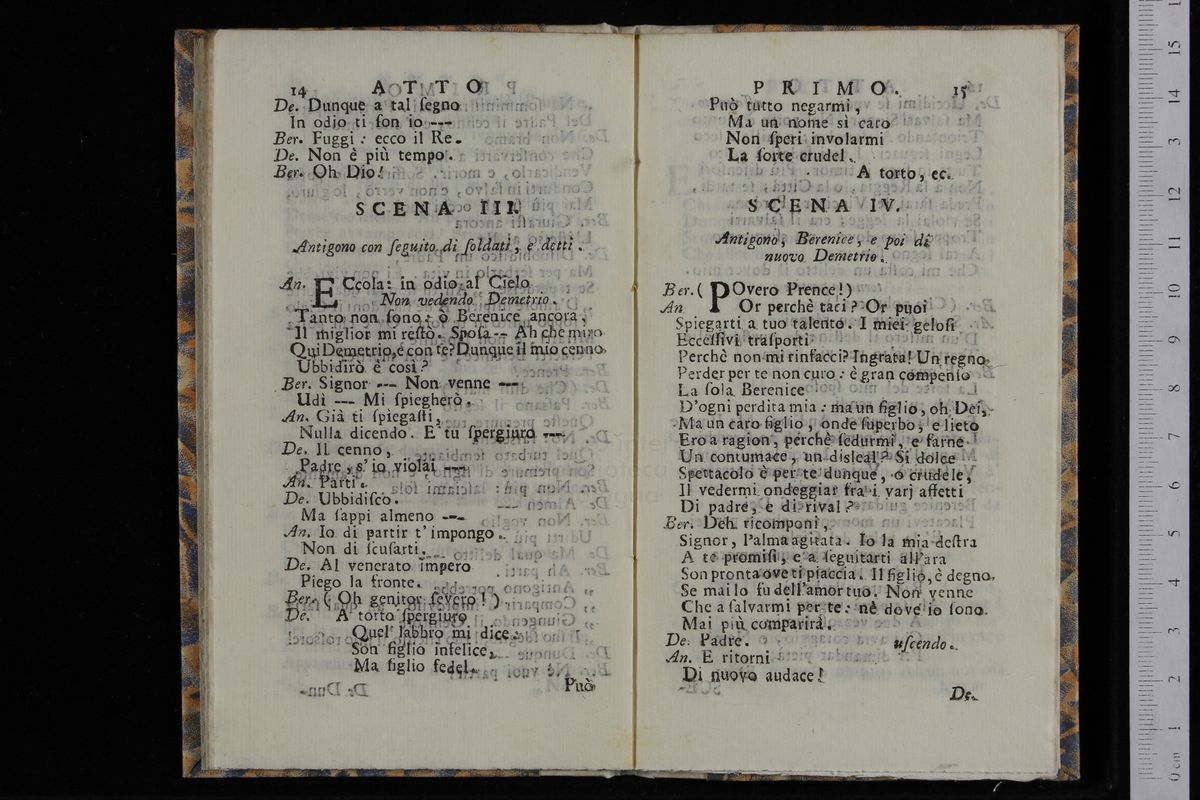 14 ATTO
De. Dunque a tal ſegno
In odio ti ſon io ---
Ber. Fuggi: ecco il Re.
De. Non è più tempo.
Ber. Oh Dio!
SCENA III.
Antigono con ſeguito di ſoldati, e detti.
An. ECcola: in odio al Cielo
Non vedendo Demetrio.
Tanto non ſono: ò Berenice ancora,
Il miglior mi reſtò. Spoſa -- Ah che miro
Qui Demetrio, e con te? Dunque il mio cenno
Ubbidirò è così?
Ber. Signor --- Non venne ---
Udì --- Mi ſpiegherò.
An. Già ti ſpiegaſti,
Nulla dicendo. E tu ſpergiuro ---
De. Il cenno,
Padre, s' io violai ---
An. Parti.
De. Ubbidiſco.
Ma ſappi almeno ---
An. Io di partir t' impongo.
Non di ſcuſarti.
De. Al venerato impero
Piego la fronte.
Ber. (Oh genitor ſevero!)
De. A torto ſpergiuro
Quel labbro mi dice:
Son figlio infelice,
Ma figlio fedel.
Può
PRIMO. 15
Può tutto negarmi,
Ma un nome sì caro
Non ſperi involarmi
La ſorte crudel.
A torto, ec.
SCENA IV.
Antigono, Berenice, e poi di
nuovo Demetrio.
Ber. (POvero Prence!)
An Or perchè taci? Or puoi
Spiegarti a tuo talento. I miei geloſi
Ecceſſivi traſporti
Perchè non mi rinfacci? Ingrata! Un regno
Perder per te non curo: è gran compenſo
La ſola Berenice
D'ogni perdita mia: ma un figlio, oh Dei,
Ma un caro figlio, onde ſuperbo, e lieto
Ero a ragion, perchè ſedurmi, e farne
Un contumace, un disleal? Sì dolce
Spettacolo è per te dunque, o crudele,
Il vedermi ondeggiar fra i varj affetti
Di padre, e di rival?
Ber. Deh ricomponi,
Signor, l'alma agitata. Io la mia deſtra
A te promiſi, e a ſeguitarti all'ara
Son pronta ove ti piaccia. Il figlio, è degno,
Se mai lo fu dell'amor tuo. Non venne
Che a ſalvarmi per te: nè dove io ſono
Mai più comparirà.
De. Padre. uſcendo.
An. E ritorni
Di nuovo audace!
De.